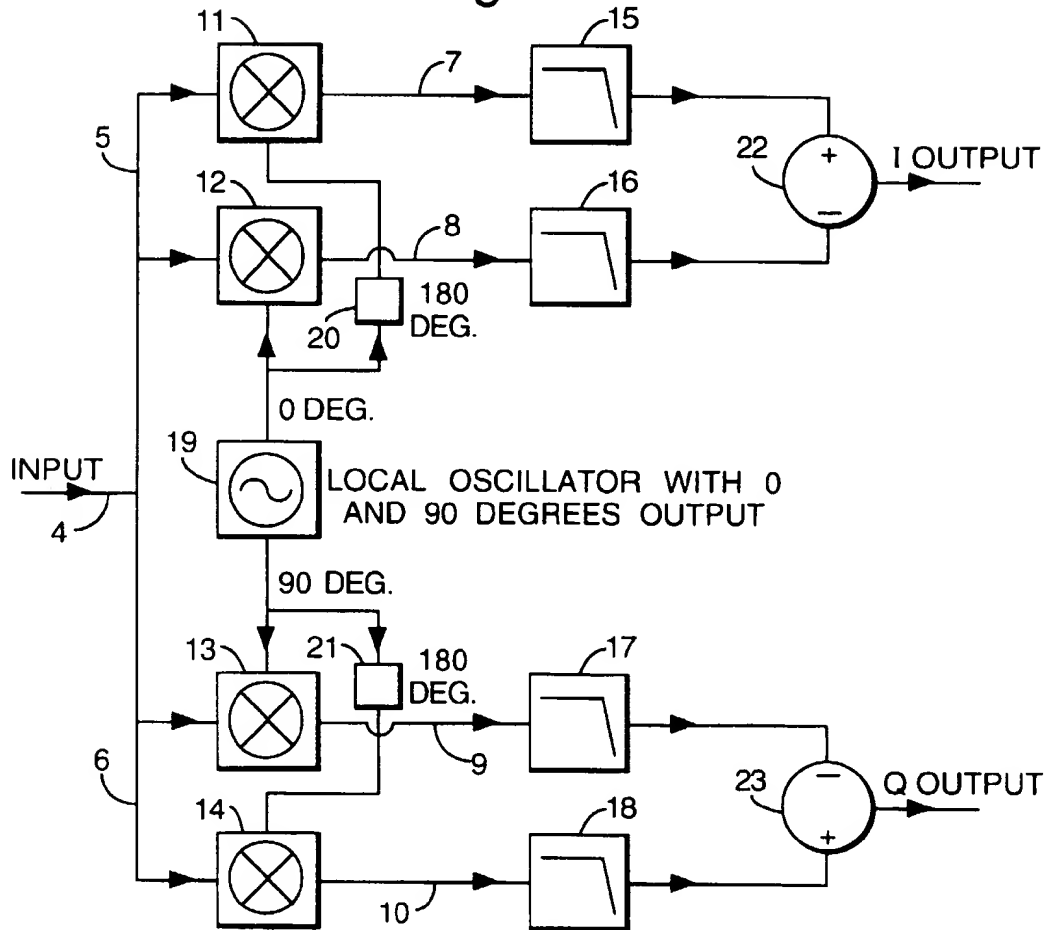 11
15
7
5
+
22
I OUTPUT
—
12
16
8
180
DEG.
20
0 DEG.
19
INPUT
4
LOCAL OSCILLATOR WITH 0
AND 90 DEGREES OUTPUT
90 DEG.
13
21
180
DEG.
17
9
6
—
23
Q OUTPUT
+
14
18
10